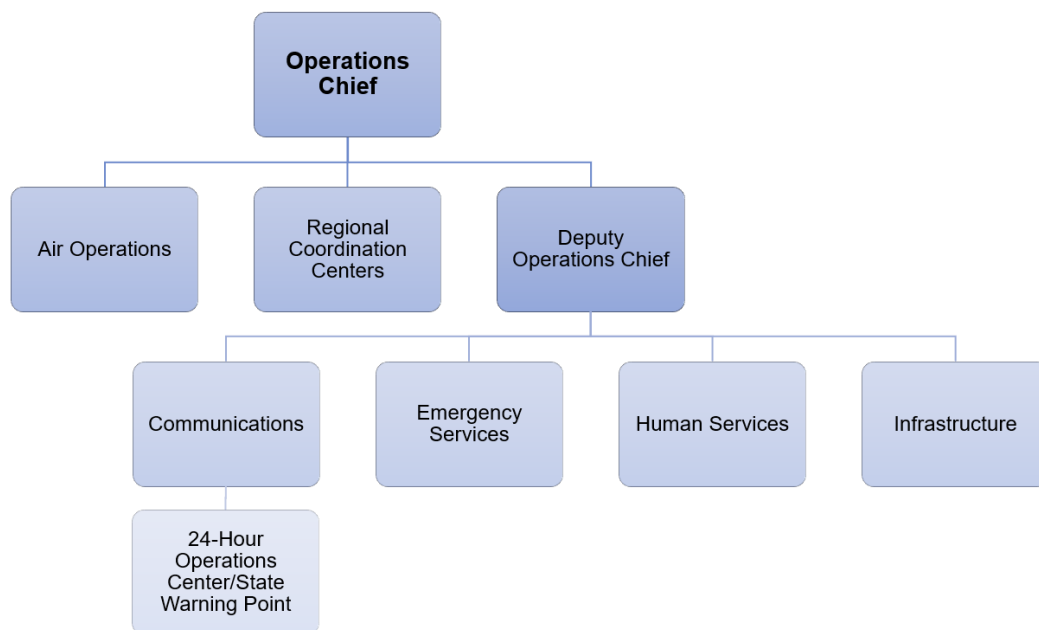 Operations
Chief
Air Operations
Regional
Coordination
Centers
Deputy
Operations Chief
Communications
Emergency
Services
Human Services
Infrastructure
24-Hour
Operations
Center/State
Warning Point